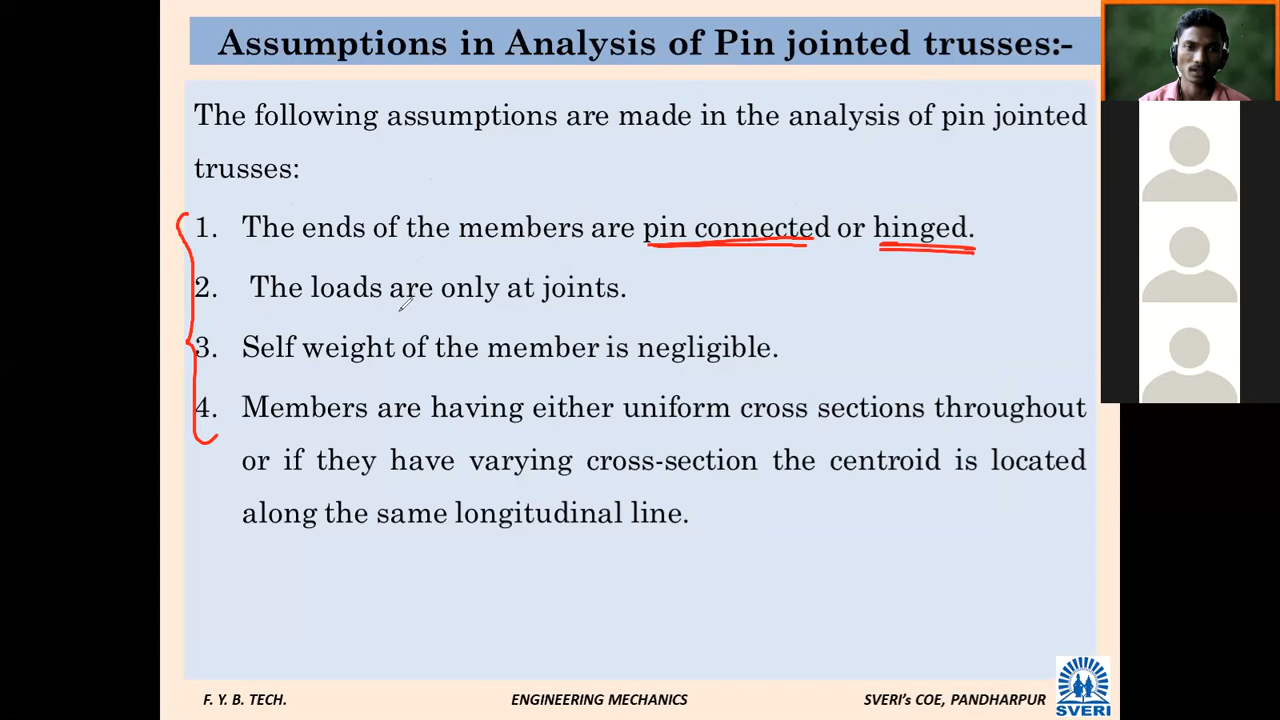 Assumptions in Analysis of Pin jointed trusses:-
The following assumptions are made in the analysis of pin jointed
trusses:
1. The ends of the members are pin connected or hinged.
2. The loads are only at joints.
3. Self weight of the member is negligible.
4. Members are having either uniform cross sections throughout
or if they have varying cross-section the centroid is located
along the same longitudinal line.
F. Y. B. TECH. ENGINEERING MECHANICS SVERI's COE, PANDHARPUR
SVERI